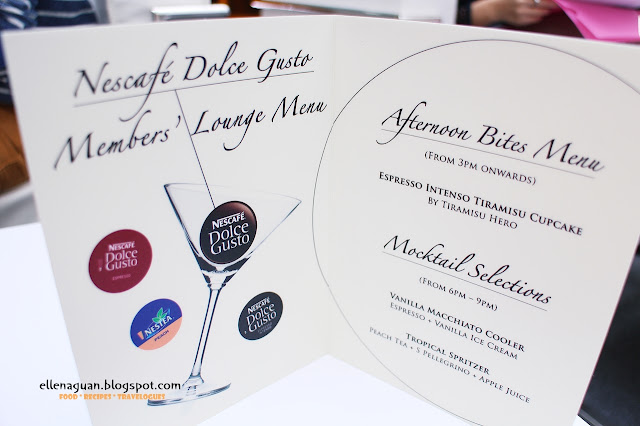 Nescafé Dolce Gusto
Members' Lounge Menu
NESCAFÉ
DOLCE
GUSTO
NESCAFÉ
DOLCE
GUSTO
ESPRESSO
NESTEA
PEACH
NESCAFÉ
DOLCE
GUSTO
Afternoon Bites Menu
(FROM 3PM ONWARDS)
ESPRESSO INTENSO TIRAMISU CUPCAKE
BY TIRAMISU HERO
Mocktail Selections
(FROM 6PM – 9PM)
VANILLA MACCHIATO COOLER
ESPRESSO + VANILLA ICE CREAM
TROPICAL SPRITZER
PEACH TEA + S PELLEGRINO + APPLE JUICE
ellenaguan.blogspot.com
FOOD * RECIPES * TRAVELOGUES